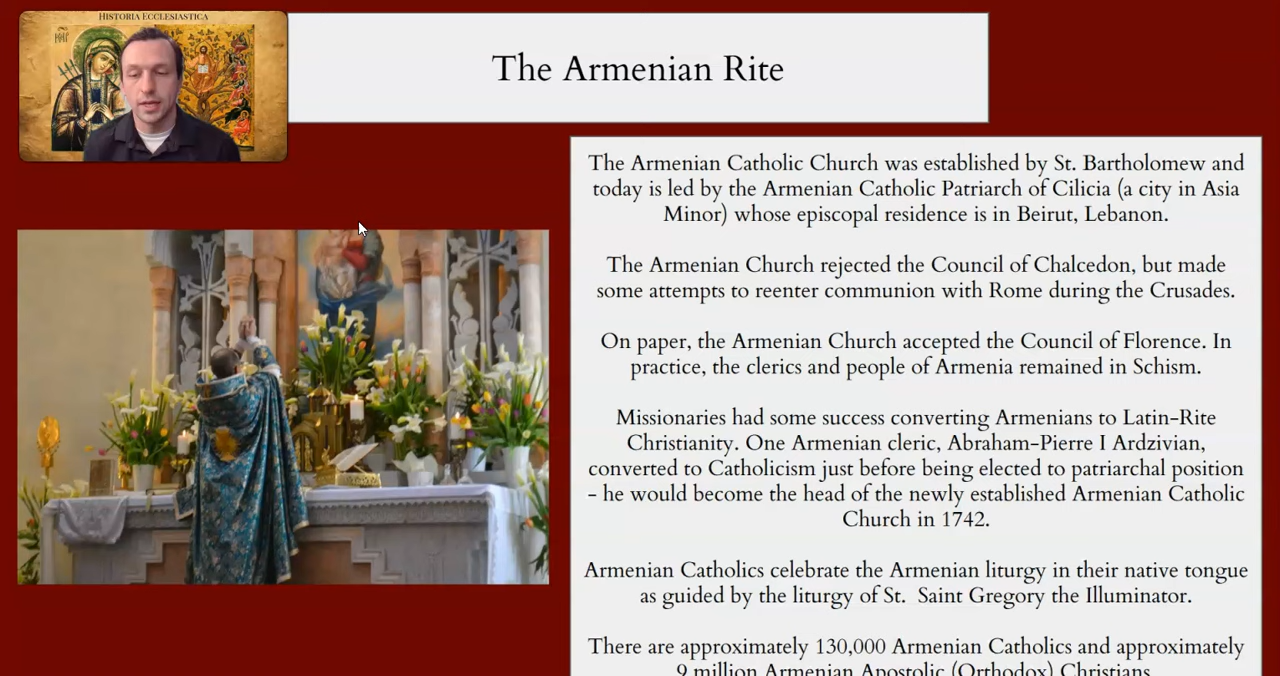 HISTORIA ECCLESIASTICA
The Armenian Rite
The Armenian Catholic Church was established by St. Bartholomew and
today is led by the Armenian Catholic Patriarch of Cilicia (a city in Asia
Minor) whose episcopal residence is in Beirut, Lebanon.
The Armenian Church rejected the Council of Chalcedon, but made
some attempts to reenter communion with Rome during the Crusades.
On paper, the Armenian Church accepted the Council of Florence. In
practice, the clerics and people of Armenia remained in Schism.
Missionaries had some success converting Armenians to Latin-Rite
Christianity. One Armenian cleric, Abraham-Pierre I Ardzivian,
converted to Catholicism just before being elected to patriarchal position
- he would become the head of the newly established Armenian Catholic
Church in 1742.
Armenian Catholics celebrate the Armenian liturgy in their native tongue
as guided by the liturgy of St. Saint Gregory the Illuminator.
There are approximately 130,000 Armenian Catholics and approximately
9 million Armenian Apostolic (Orthodox) Christians